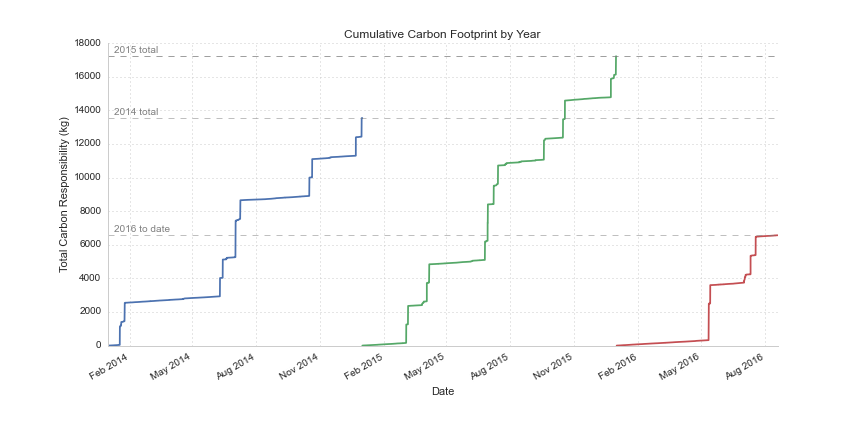 Cumulative Carbon Footprint by Year
18000
2015 total
16000
14000
2014 total
12000
10000
8000
2016 to date
6000
4000
2000
0
Total Carbon Responsibility (kg)
Feb 2014
May 2014
Aug 2014
Nov 2014
Feb 2015
May 2015
Aug 2015
Nov 2015
Feb 2016
May 2016
Aug 2016
Date